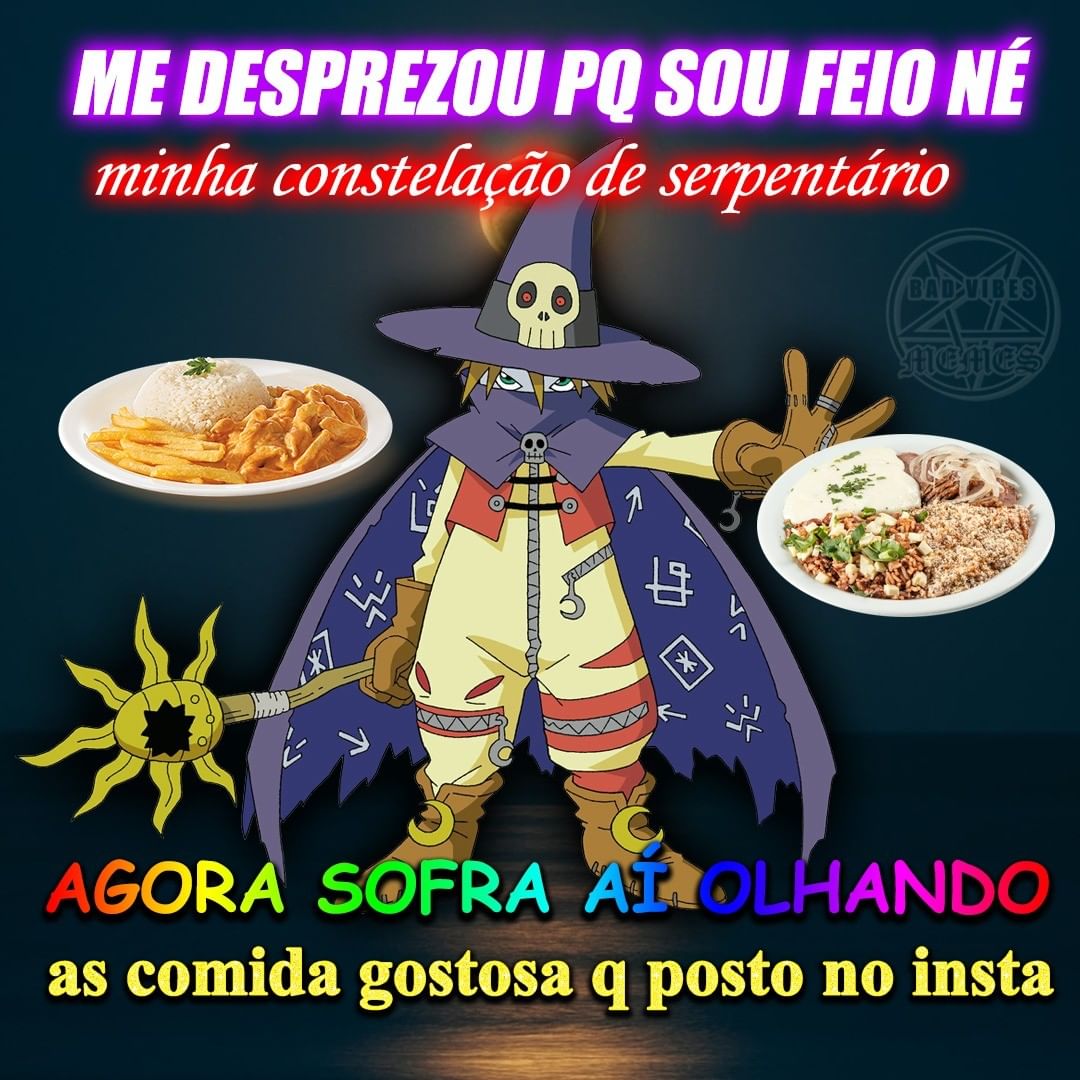 ME DESPREZOU PQ SOU FEIO NÉ
minha constelação de serpentário
BAD VIBES
MEMES
AGORA SOFRA AÍ OLHANDO
as comida gostosa q posto no insta